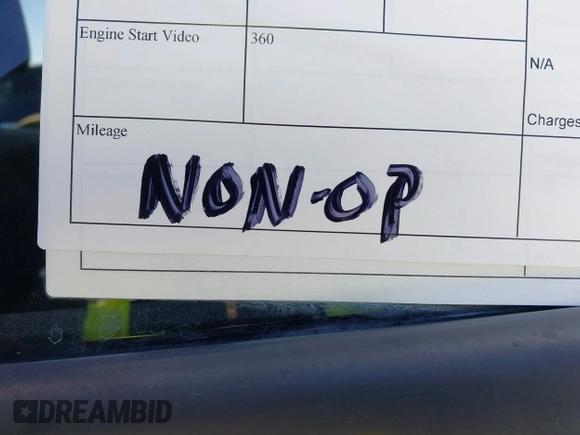 Engine Start Video
360
N/A
Charges
Mileage
NON-OP
DREAMBID